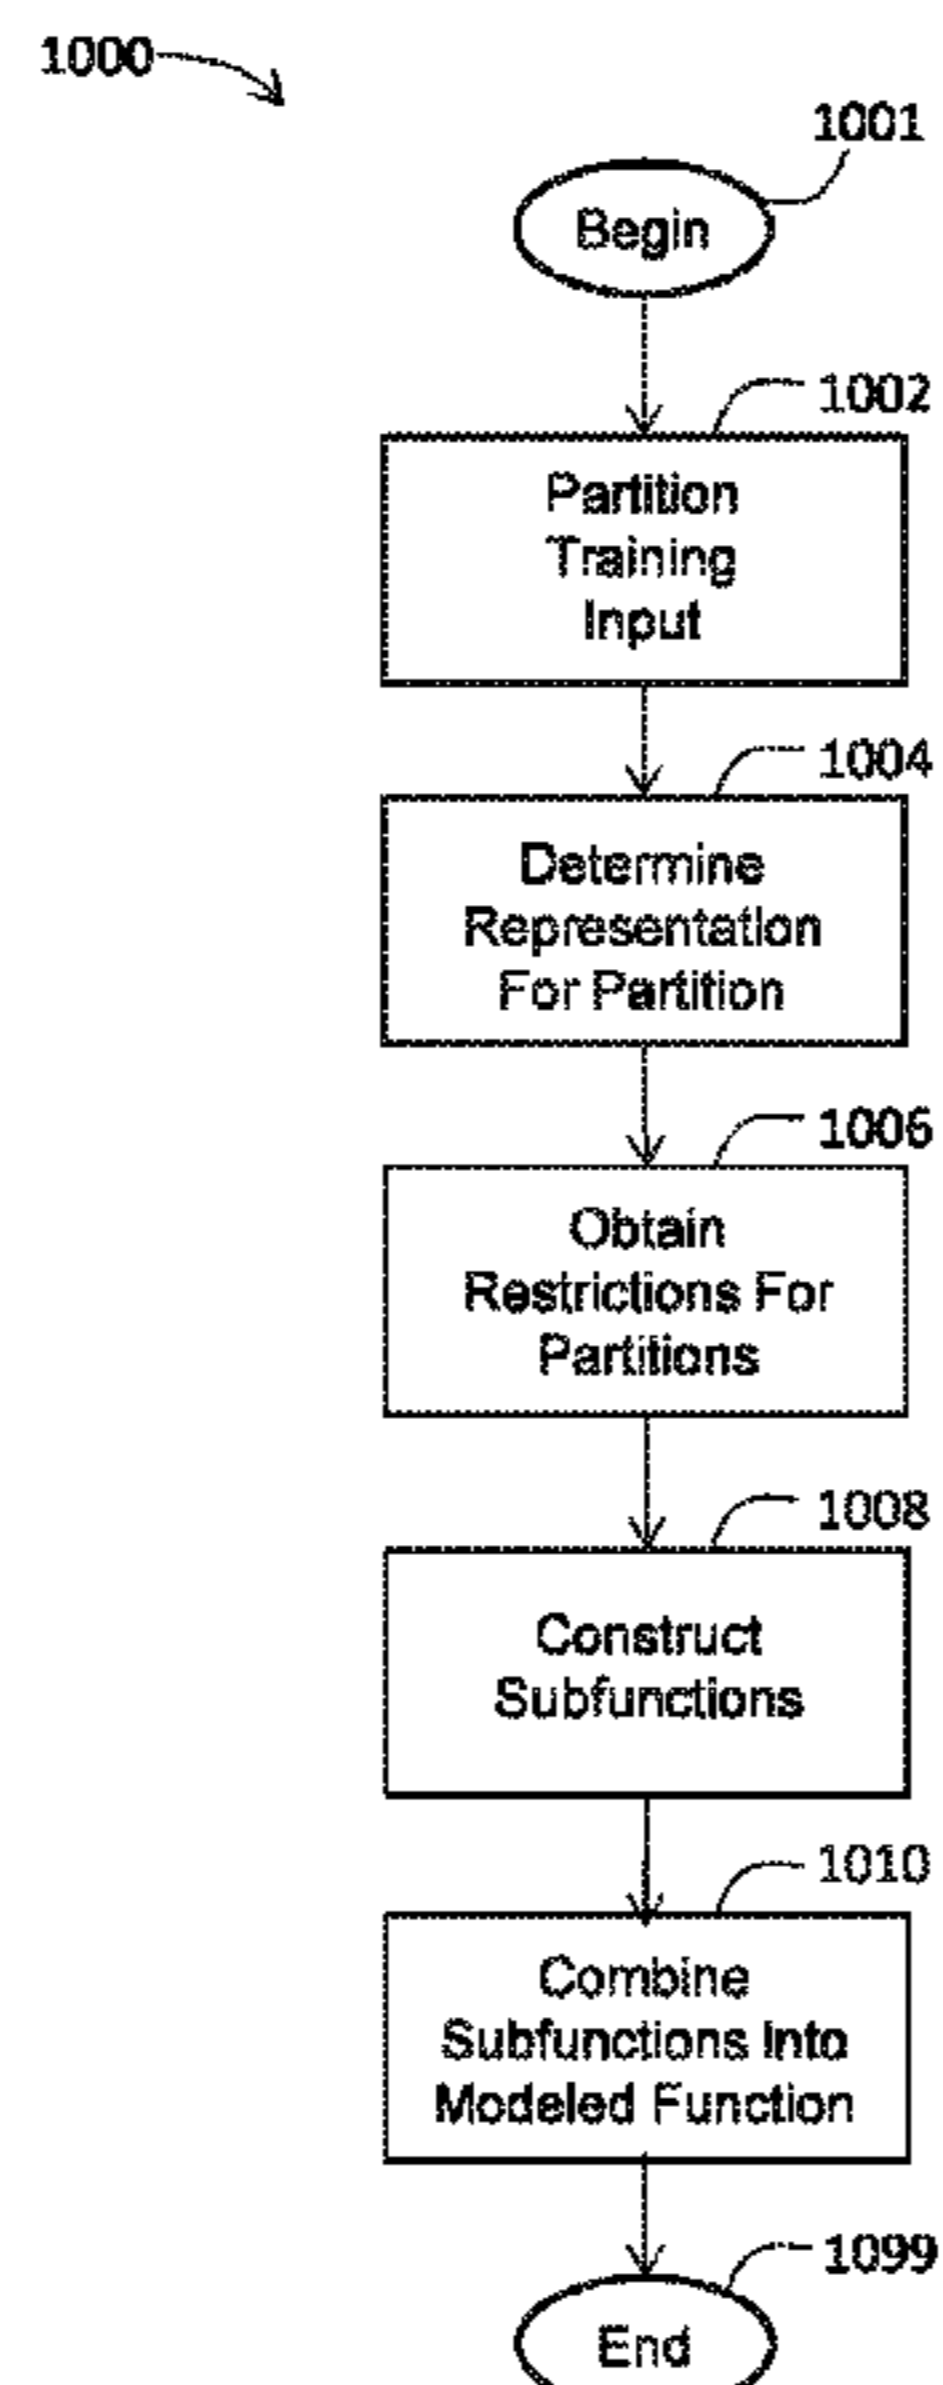 1000
1001
Begin
1002
Partition
Training
Input
1004
Determine
Representation
For Partition
1006
Obtain
Restrictions For
Partitions
1008
Construct
Subfunctions
1010
Combine
Subfunctions Into
Modeled Function
1099
End